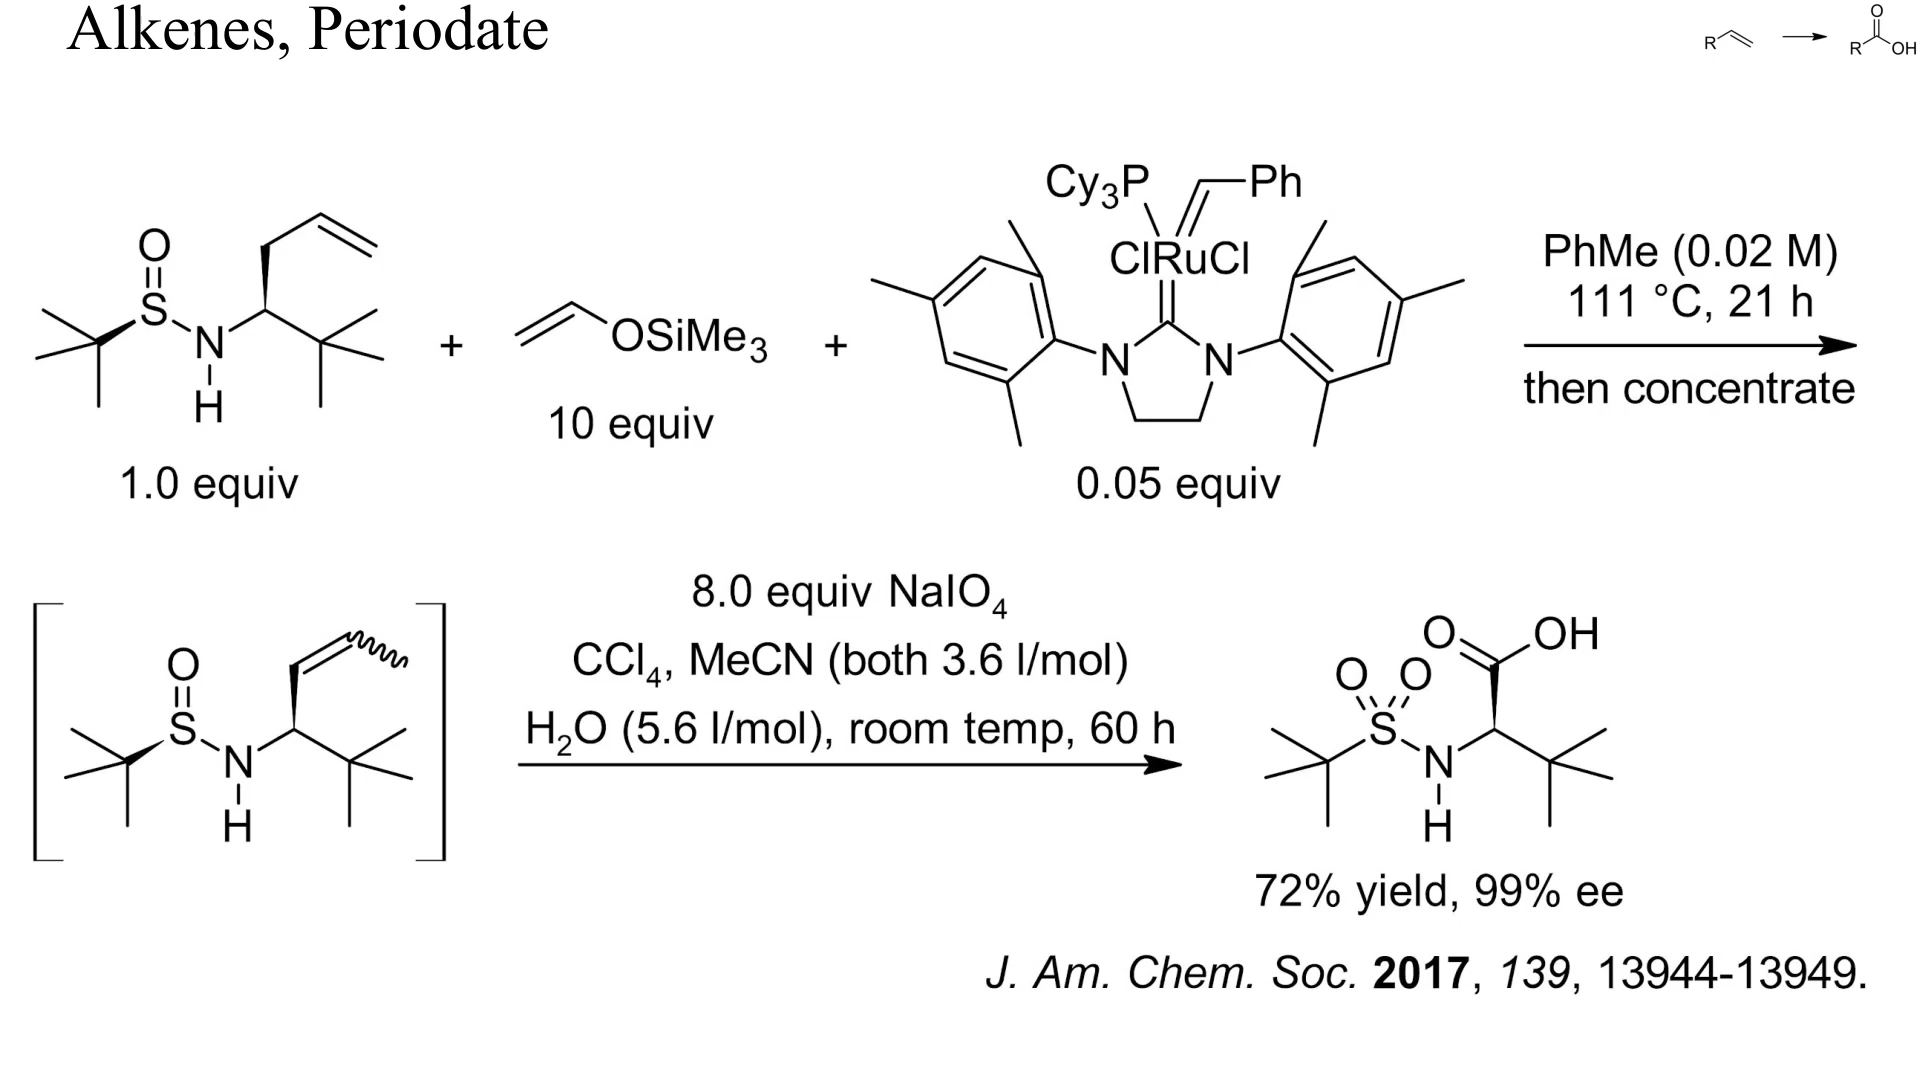 Alkenes, Periodate
R
O
R
OH
O
S
N
H
1.0 equiv
+
OSiMe3
10 equiv
+
Cy3P
Ph
ClRuCl
N
N
0.05 equiv
PhMe (0.02 M)
111 °C, 21 h
then concentrate
O
S
N
H
8.0 equiv NaIO4
CCl4, MeCN (both 3.6 l/mol)
H2O (5.6 l/mol), room temp, 60 h
O
OH
O
O
S
N
H
72% yield, 99% ee
J. Am. Chem. Soc. 2017, 139, 13944-13949.